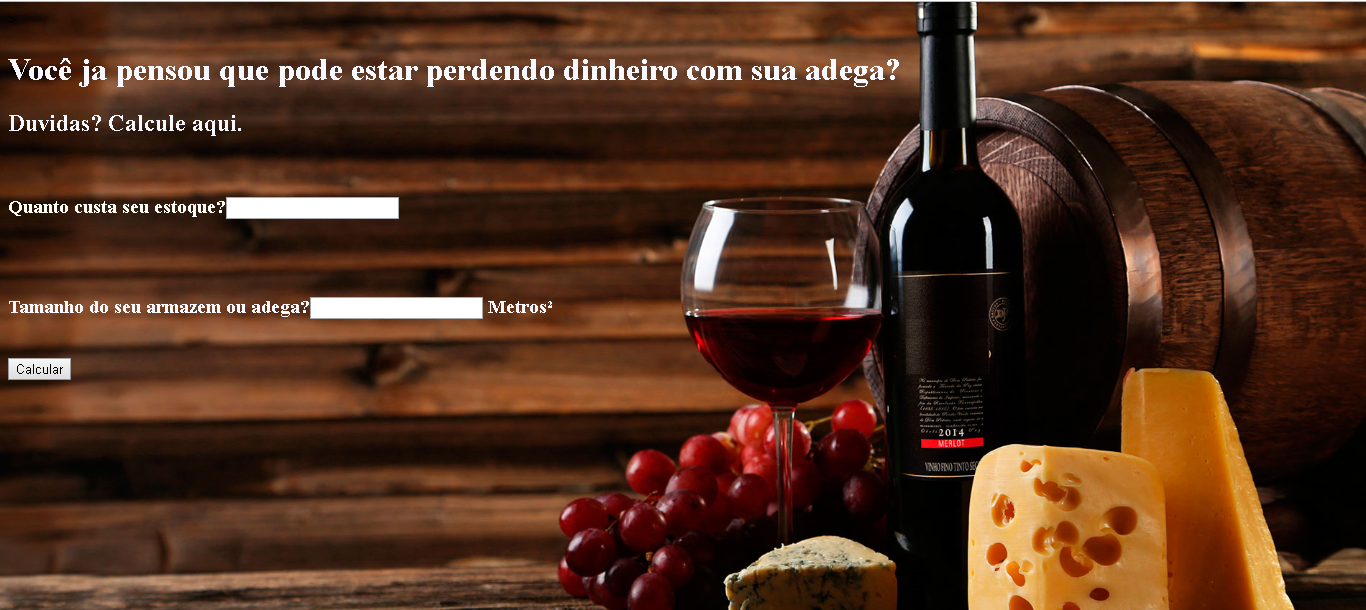 Você ja pensou que pode estar perdendo dinheiro com sua adega?
Duvidas? Calcule aqui.
Quanto custa seu estoque?
Tamanho do seu armazem ou adega? Metros²
Calcular
2014
MERLOT
VINHO FINO TINTO